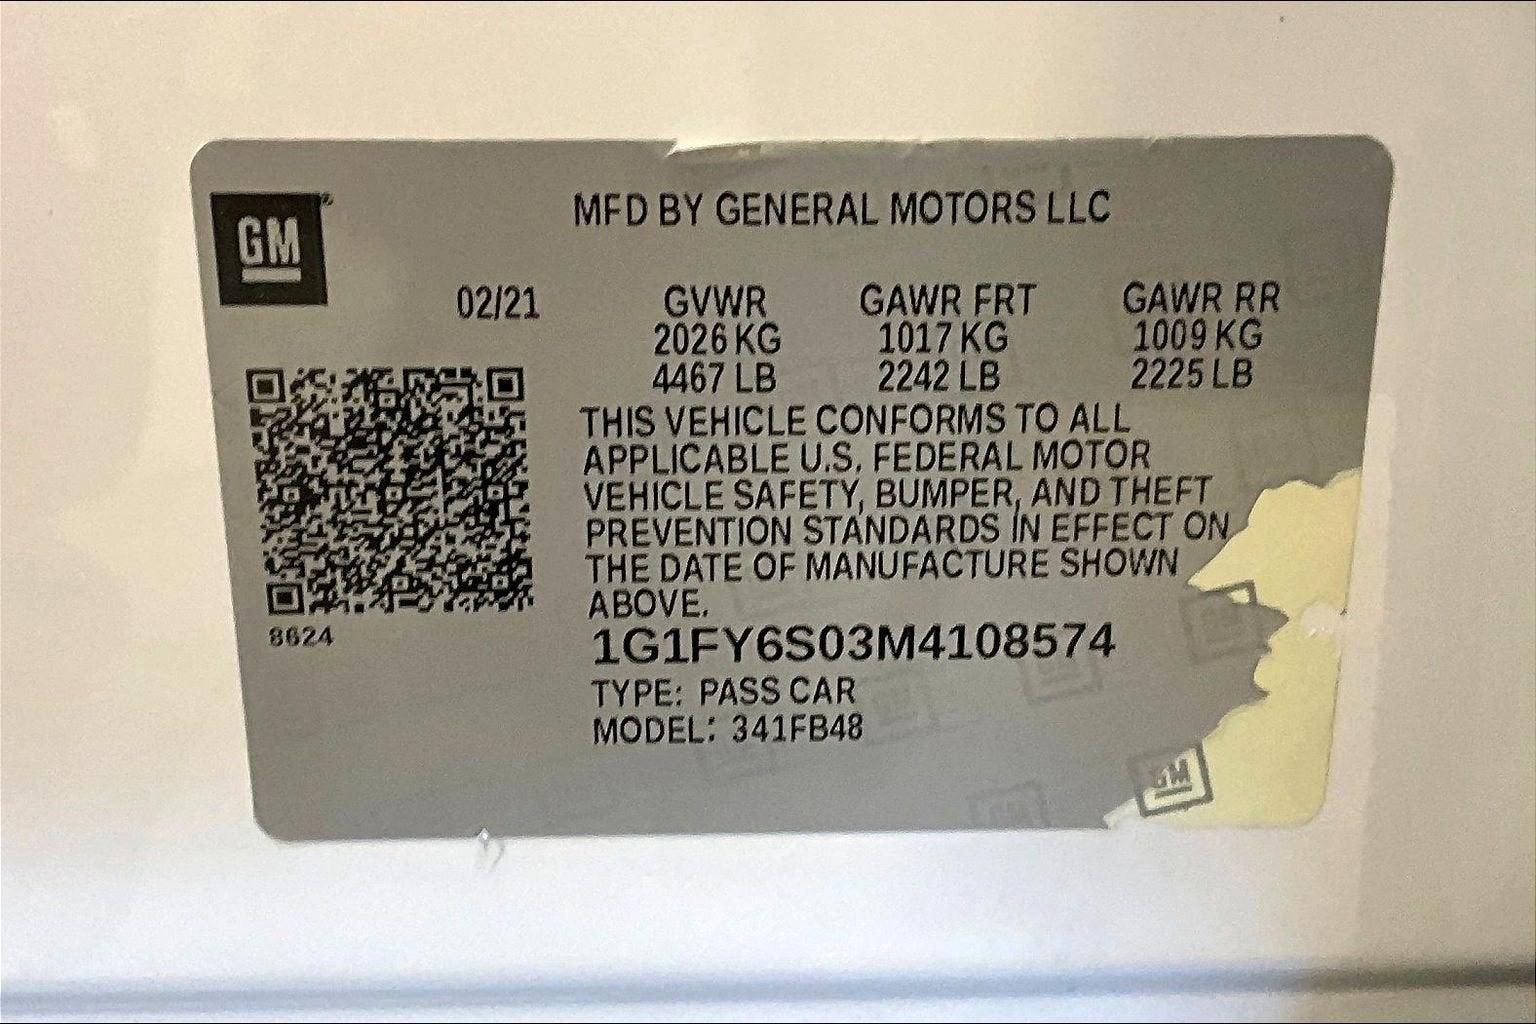 GM
MFD BY GENERAL MOTORS LLC
02/21 GVWR GAWR FRT GAWR RR
2026 KG 1017 KG 1009 KG
4467 LB 2242 LB 2225 LB
THIS VEHICLE CONFORMS TO ALL
APPLICABLE U.S. FEDERAL MOTOR
VEHICLE SAFETY, BUMPER, AND THEFT
PREVENTION STANDARDS IN EFFECT ON
THE DATE OF MANUFACTURE SHOWN
ABOVE.
8624
1G1FY6S03M4108574
TYPE: PASS CAR
MODEL: 341FB48
GM